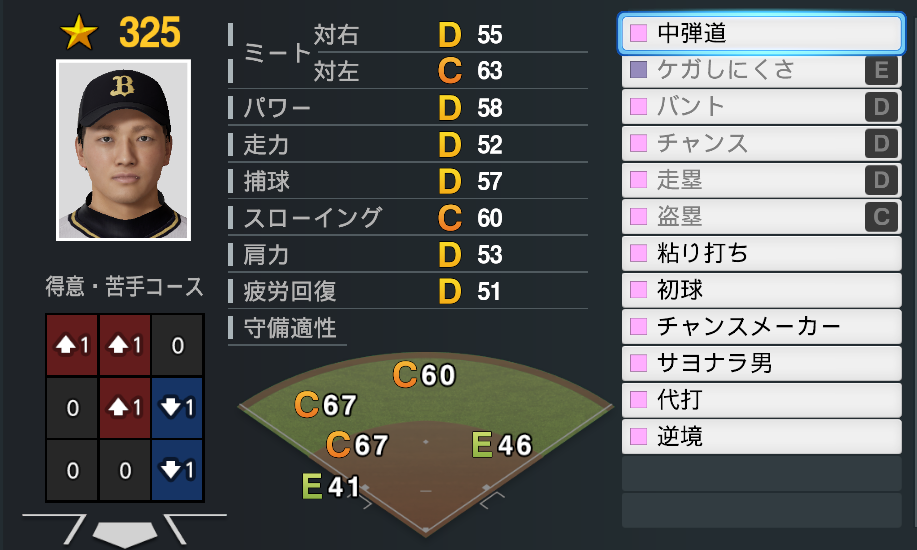 325
B
ミート 対右 D 55
対左 C 63
パワー D 58
走力 D 52
捕球 D 57
スローイング C 60
肩力 D 53
疲労回復 D 51
守備適性
得意・苦手コース
1 1 0
0 1 1
0 0 1
C60
C67
C67
E46
E41
中弾道
ケガしにくさ E
バント D
チャンス D
走塁 D
盗塁 C
粘り打ち
初球
チャンスメーカー
サヨナラ男
代打
逆境